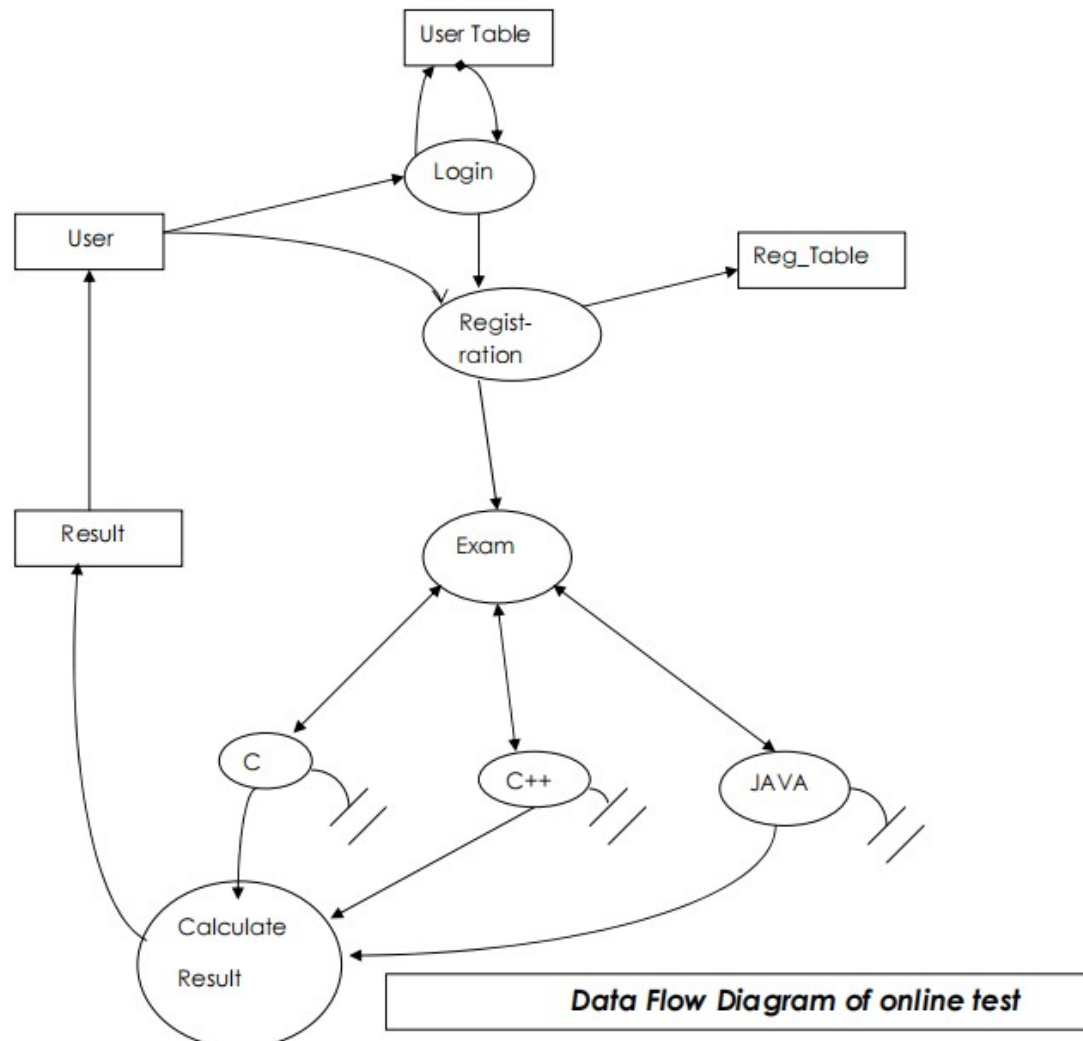 User Table
Login
User
Reg_Table
Regist-
ration
Result
Exam
C
C++
JAVA
Calculate
Result
Data Flow Diagram of online test